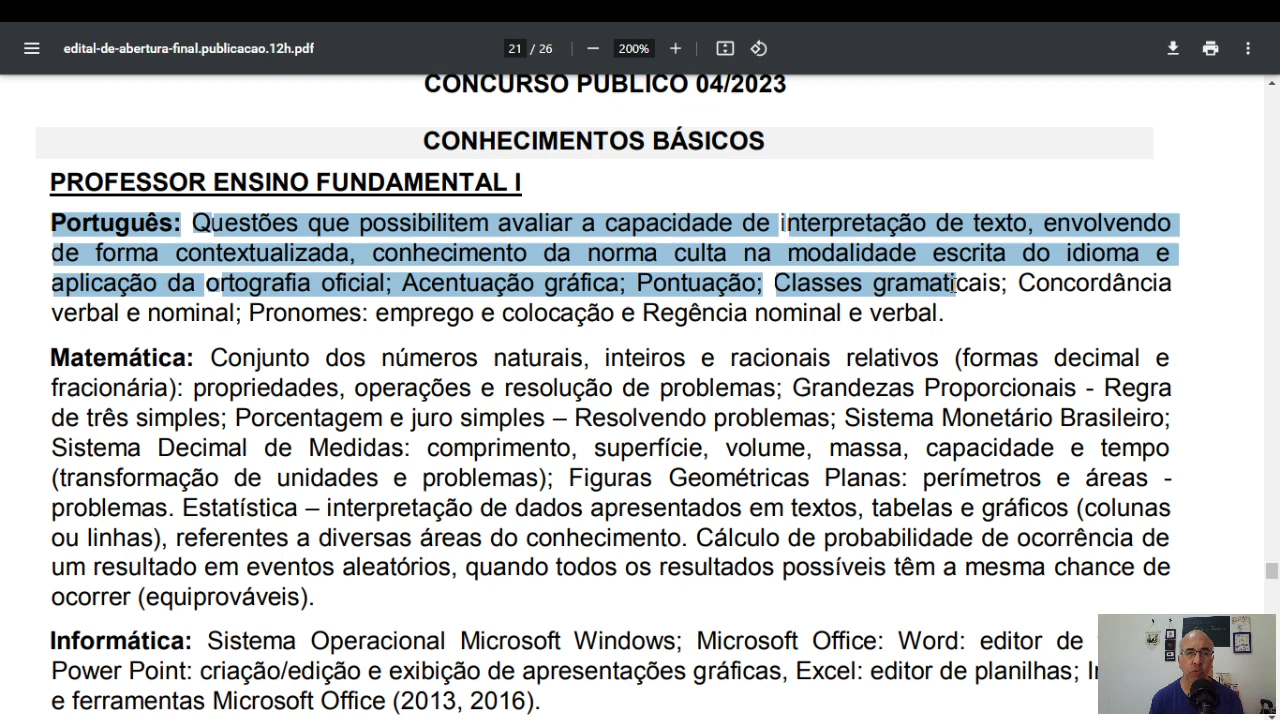 edital-de-abertura-final.publicacao.12h.pdf
21 / 26
200%
CONCURSO PÚBLICO 04/2023
CONHECIMENTOS BÁSICOS
PROFESSOR ENSINO FUNDAMENTAL I
Português: Questões que possibilitem avaliar a capacidade de interpretação de texto, envolvendo
de forma contextualizada, conhecimento da norma culta na modalidade escrita do idioma e
aplicação da ortografia oficial; Acentuação gráfica; Pontuação; Classes gramaticais; Concordância
verbal e nominal; Pronomes: emprego e colocação e Regência nominal e verbal.
Matemática: Conjunto dos números naturais, inteiros e racionais relativos (formas decimal e
fracionária): propriedades, operações e resolução de problemas; Grandezas Proporcionais - Regra
de três simples; Porcentagem e juro simples – Resolvendo problemas; Sistema Monetário Brasileiro;
Sistema Decimal de Medidas: comprimento, superfície, volume, massa, capacidade e tempo
(transformação de unidades e problemas); Figuras Geométricas Planas: perímetros e áreas -
problemas. Estatística – interpretação de dados apresentados em textos, tabelas e gráficos (colunas
ou linhas), referentes a diversas áreas do conhecimento. Cálculo de probabilidade de ocorrência de
um resultado em eventos aleatórios, quando todos os resultados possíveis têm a mesma chance de
ocorrer (equiprováveis).
Informática: Sistema Operacional Microsoft Windows; Microsoft Office: Word: editor de
Power Point: criação/edição e exibição de apresentações gráficas, Excel: editor de planilhas;
e ferramentas Microsoft Office (2013, 2016).